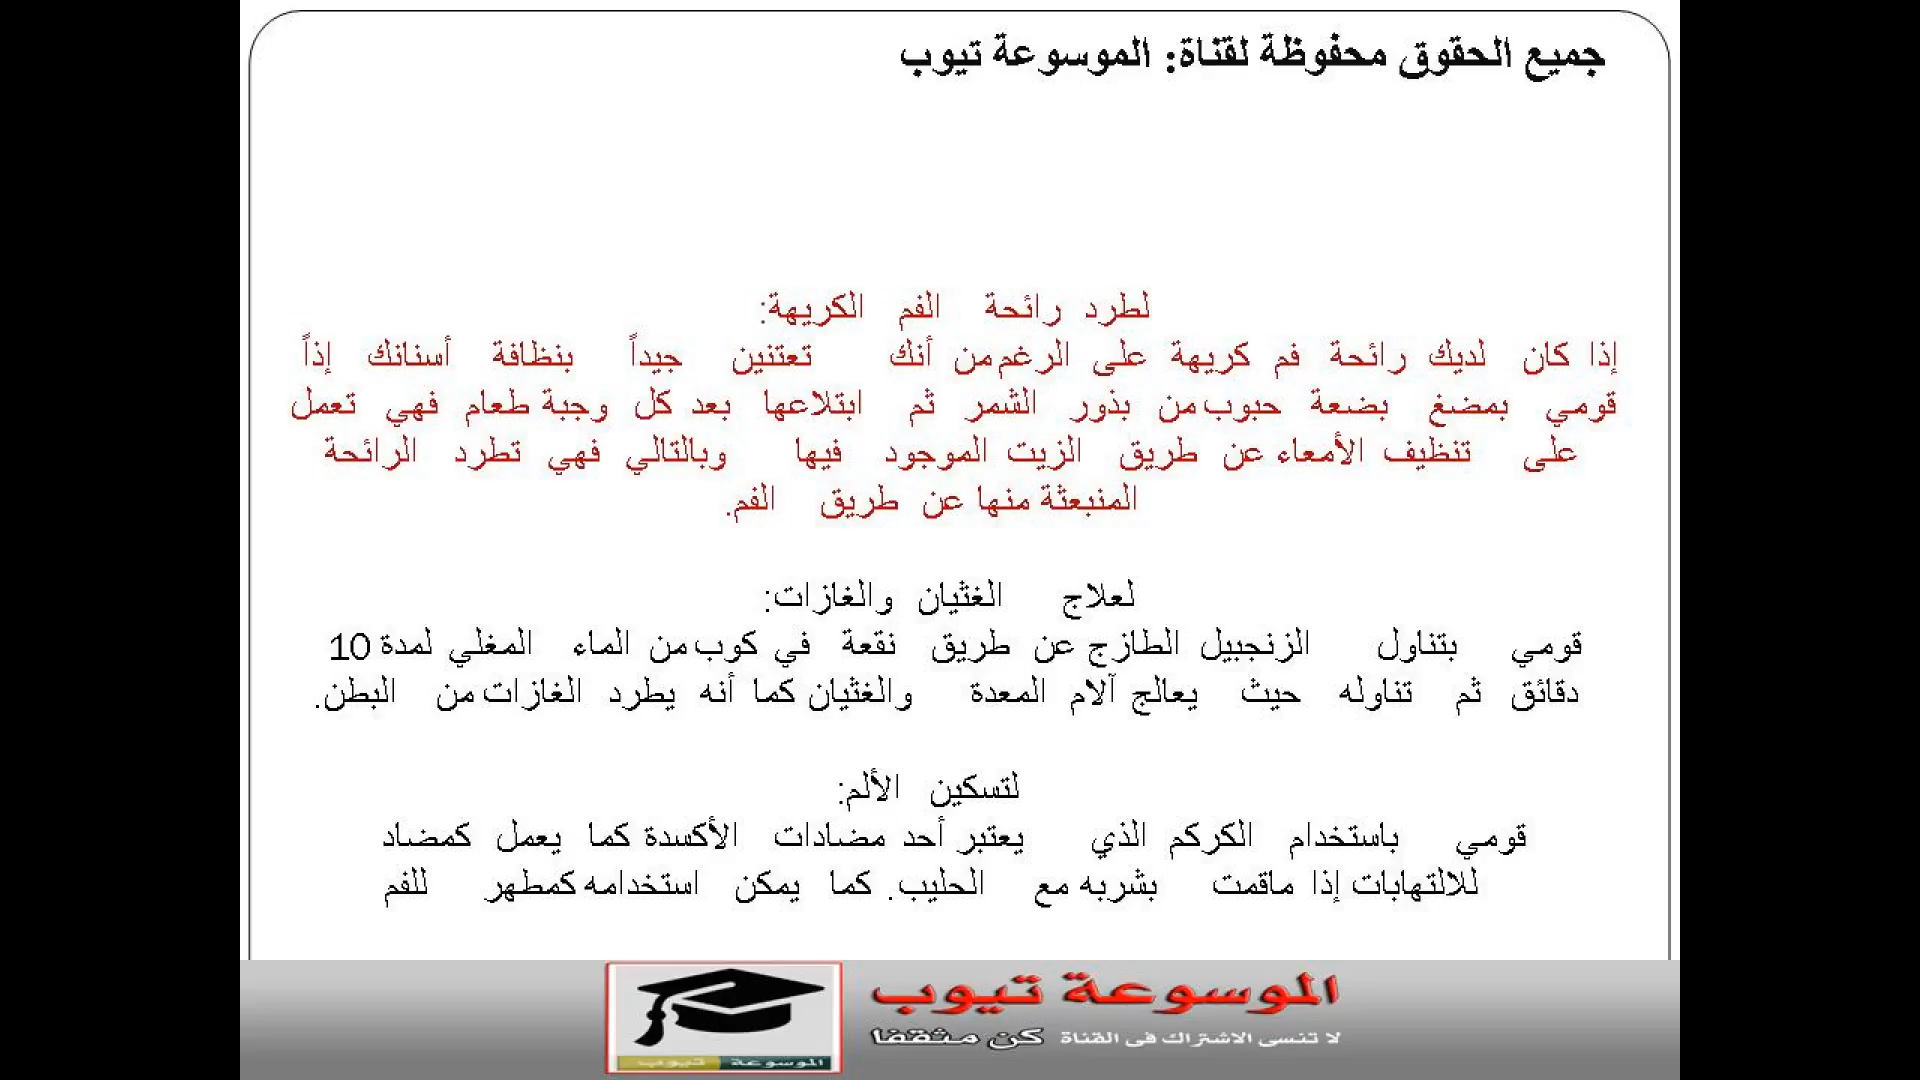 جميع الحقوق محفوظة لقناة: الموسوعة تيوب
لطرد رائحة الفم الكريهة:
إذا كان لديك رائحة فم كريهة على الرغم من أنك تعتنين جيداً بنظافة أسنانك إذاً
قومي بمضغ بضعة حبوب من بذور الشمر ثم ابتلاعها بعد كل وجبة طعام فهي تعمل
على تنظيف الأمعاء عن طريق الزيت الموجود فيها وبالتالي فهي تطرد الرائحة
المنبعثة منها عن طريق الفم.
لعلاج الغثيان والغازات:
قومي بتناول الزنجبيل الطازج عن طريق نقعة في كوب من الماء المغلي لمدة 10
دقائق ثم تناوله حيث يعالج آلام المعدة والغثيان كما أنه يطرد الغازات من البطن.
لتسكين الألم:
قومي باستخدام الكركم الذي يعتبر أحد مضادات الأكسدة كما يعمل كمضاد
للالتهابات إذا ماقمت بشربه مع الحليب. كما يمكن استخدامه كمطهر للفم
الموسوعة تيوب
لا تنسى الاشتراك فى القناة كن مثقفا
الموسوعة تيوب